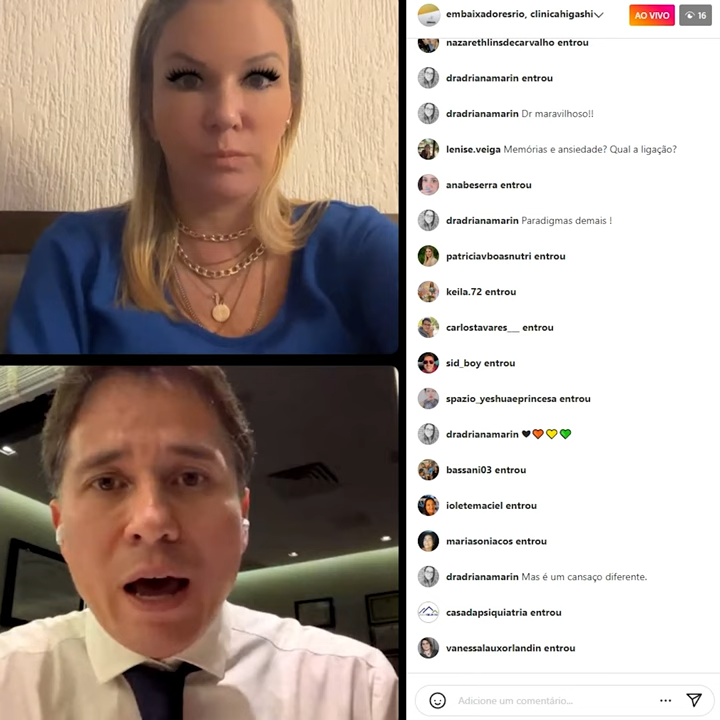 embaixadoresrio, clinicahigashi
AO VIVO
16
nazarethlinsdecarvalho entrou
dradrianamarin entrou
dradrianamarin Dr maravilhoso!!
lenise.veiga Memórias e ansiedade? Qual a ligação?
anabeserra entrou
dradrianamarin Paradigmas demais !
patriciavboasnutri entrou
keila.72 entrou
carlostavares___ entrou
sid_boy entrou
spazio_yeshuaeprincesa entrou
dradrianamarin 🖤🧡💛💚
bassani03 entrou
ioletemaciel entrou
mariasoniacos entrou
dradrianamarin Mas é um cansaço diferente.
casadapsiquiatria entrou
vanessalauxorlandin entrou
Adicione um comentário...